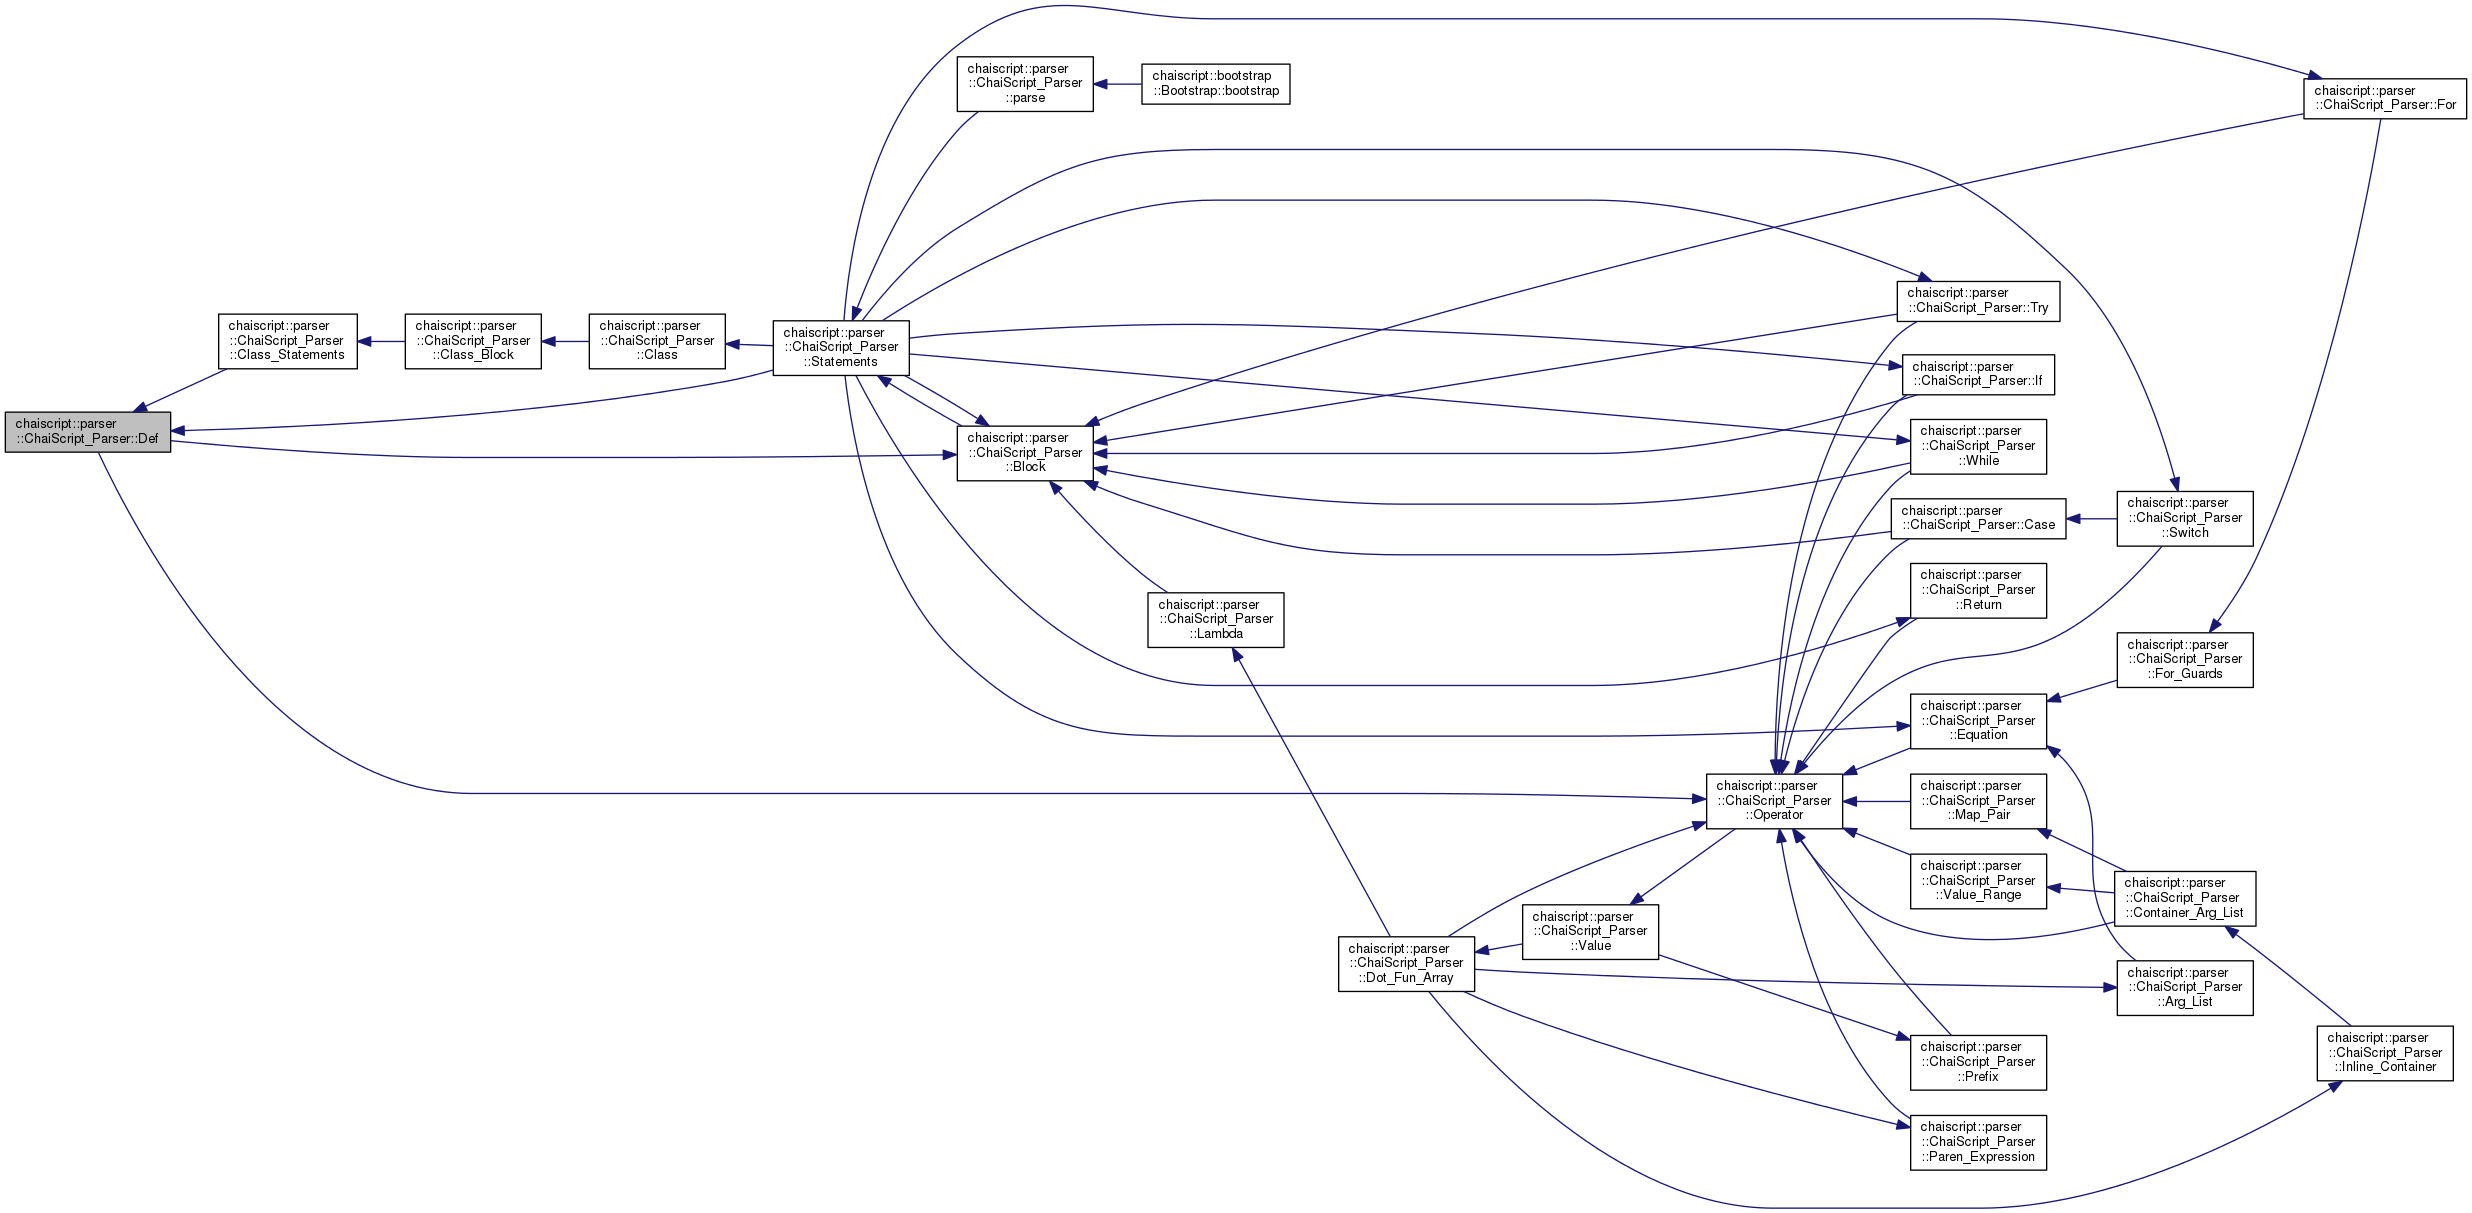 chaiscript::parser
::ChaiScript_Parser
::parse
chaiscript::bootstrap
::Bootstrap::bootstrap
chaiscript::parser
::ChaiScript_Parser::For
chaiscript::parser
::ChaiScript_Parser::Try
chaiscript::parser
::ChaiScript_Parser
::Class_Statements
chaiscript::parser
::ChaiScript_Parser
::Class_Block
chaiscript::parser
::ChaiScript_Parser
::Class
chaiscript::parser
::ChaiScript_Parser
::Statements
chaiscript::parser
::ChaiScript_Parser::If
chaiscript::parser
::ChaiScript_Parser::Def
chaiscript::parser
::ChaiScript_Parser
::Block
chaiscript::parser
::ChaiScript_Parser
::While
chaiscript::parser
::ChaiScript_Parser::Case
chaiscript::parser
::ChaiScript_Parser
::Switch
chaiscript::parser
::ChaiScript_Parser
::Return
chaiscript::parser
::ChaiScript_Parser
::Lambda
chaiscript::parser
::ChaiScript_Parser
::For_Guards
chaiscript::parser
::ChaiScript_Parser
::Equation
chaiscript::parser
::ChaiScript_Parser
::Operator
chaiscript::parser
::ChaiScript_Parser
::Map_Pair
chaiscript::parser
::ChaiScript_Parser
::Value_Range
chaiscript::parser
::ChaiScript_Parser
::Container_Arg_List
chaiscript::parser
::ChaiScript_Parser
::Value
chaiscript::parser
::ChaiScript_Parser
::Dot_Fun_Array
chaiscript::parser
::ChaiScript_Parser
::Arg_List
chaiscript::parser
::ChaiScript_Parser
::Prefix
chaiscript::parser
::ChaiScript_Parser
::Inline_Container
chaiscript::parser
::ChaiScript_Parser
::Paren_Expression